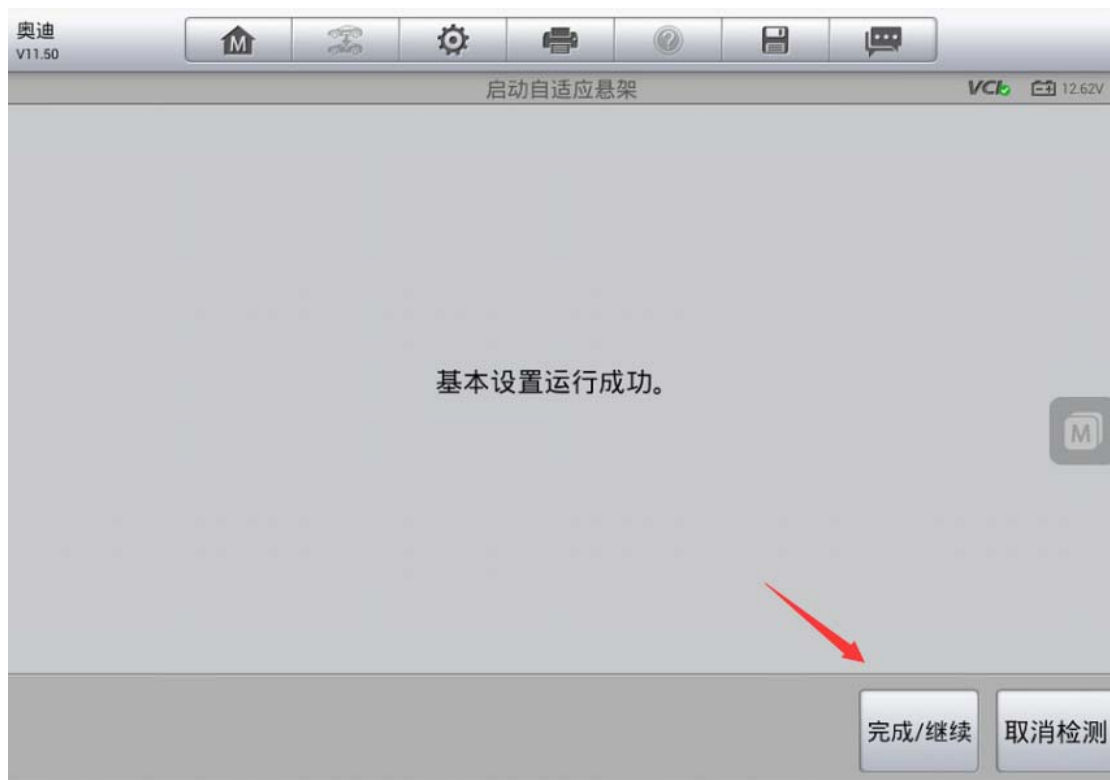 奥迪
V11.50
M
启动自适应悬架
VCI
12.62V
基本设置运行成功。
M
完成/继续
取消检测